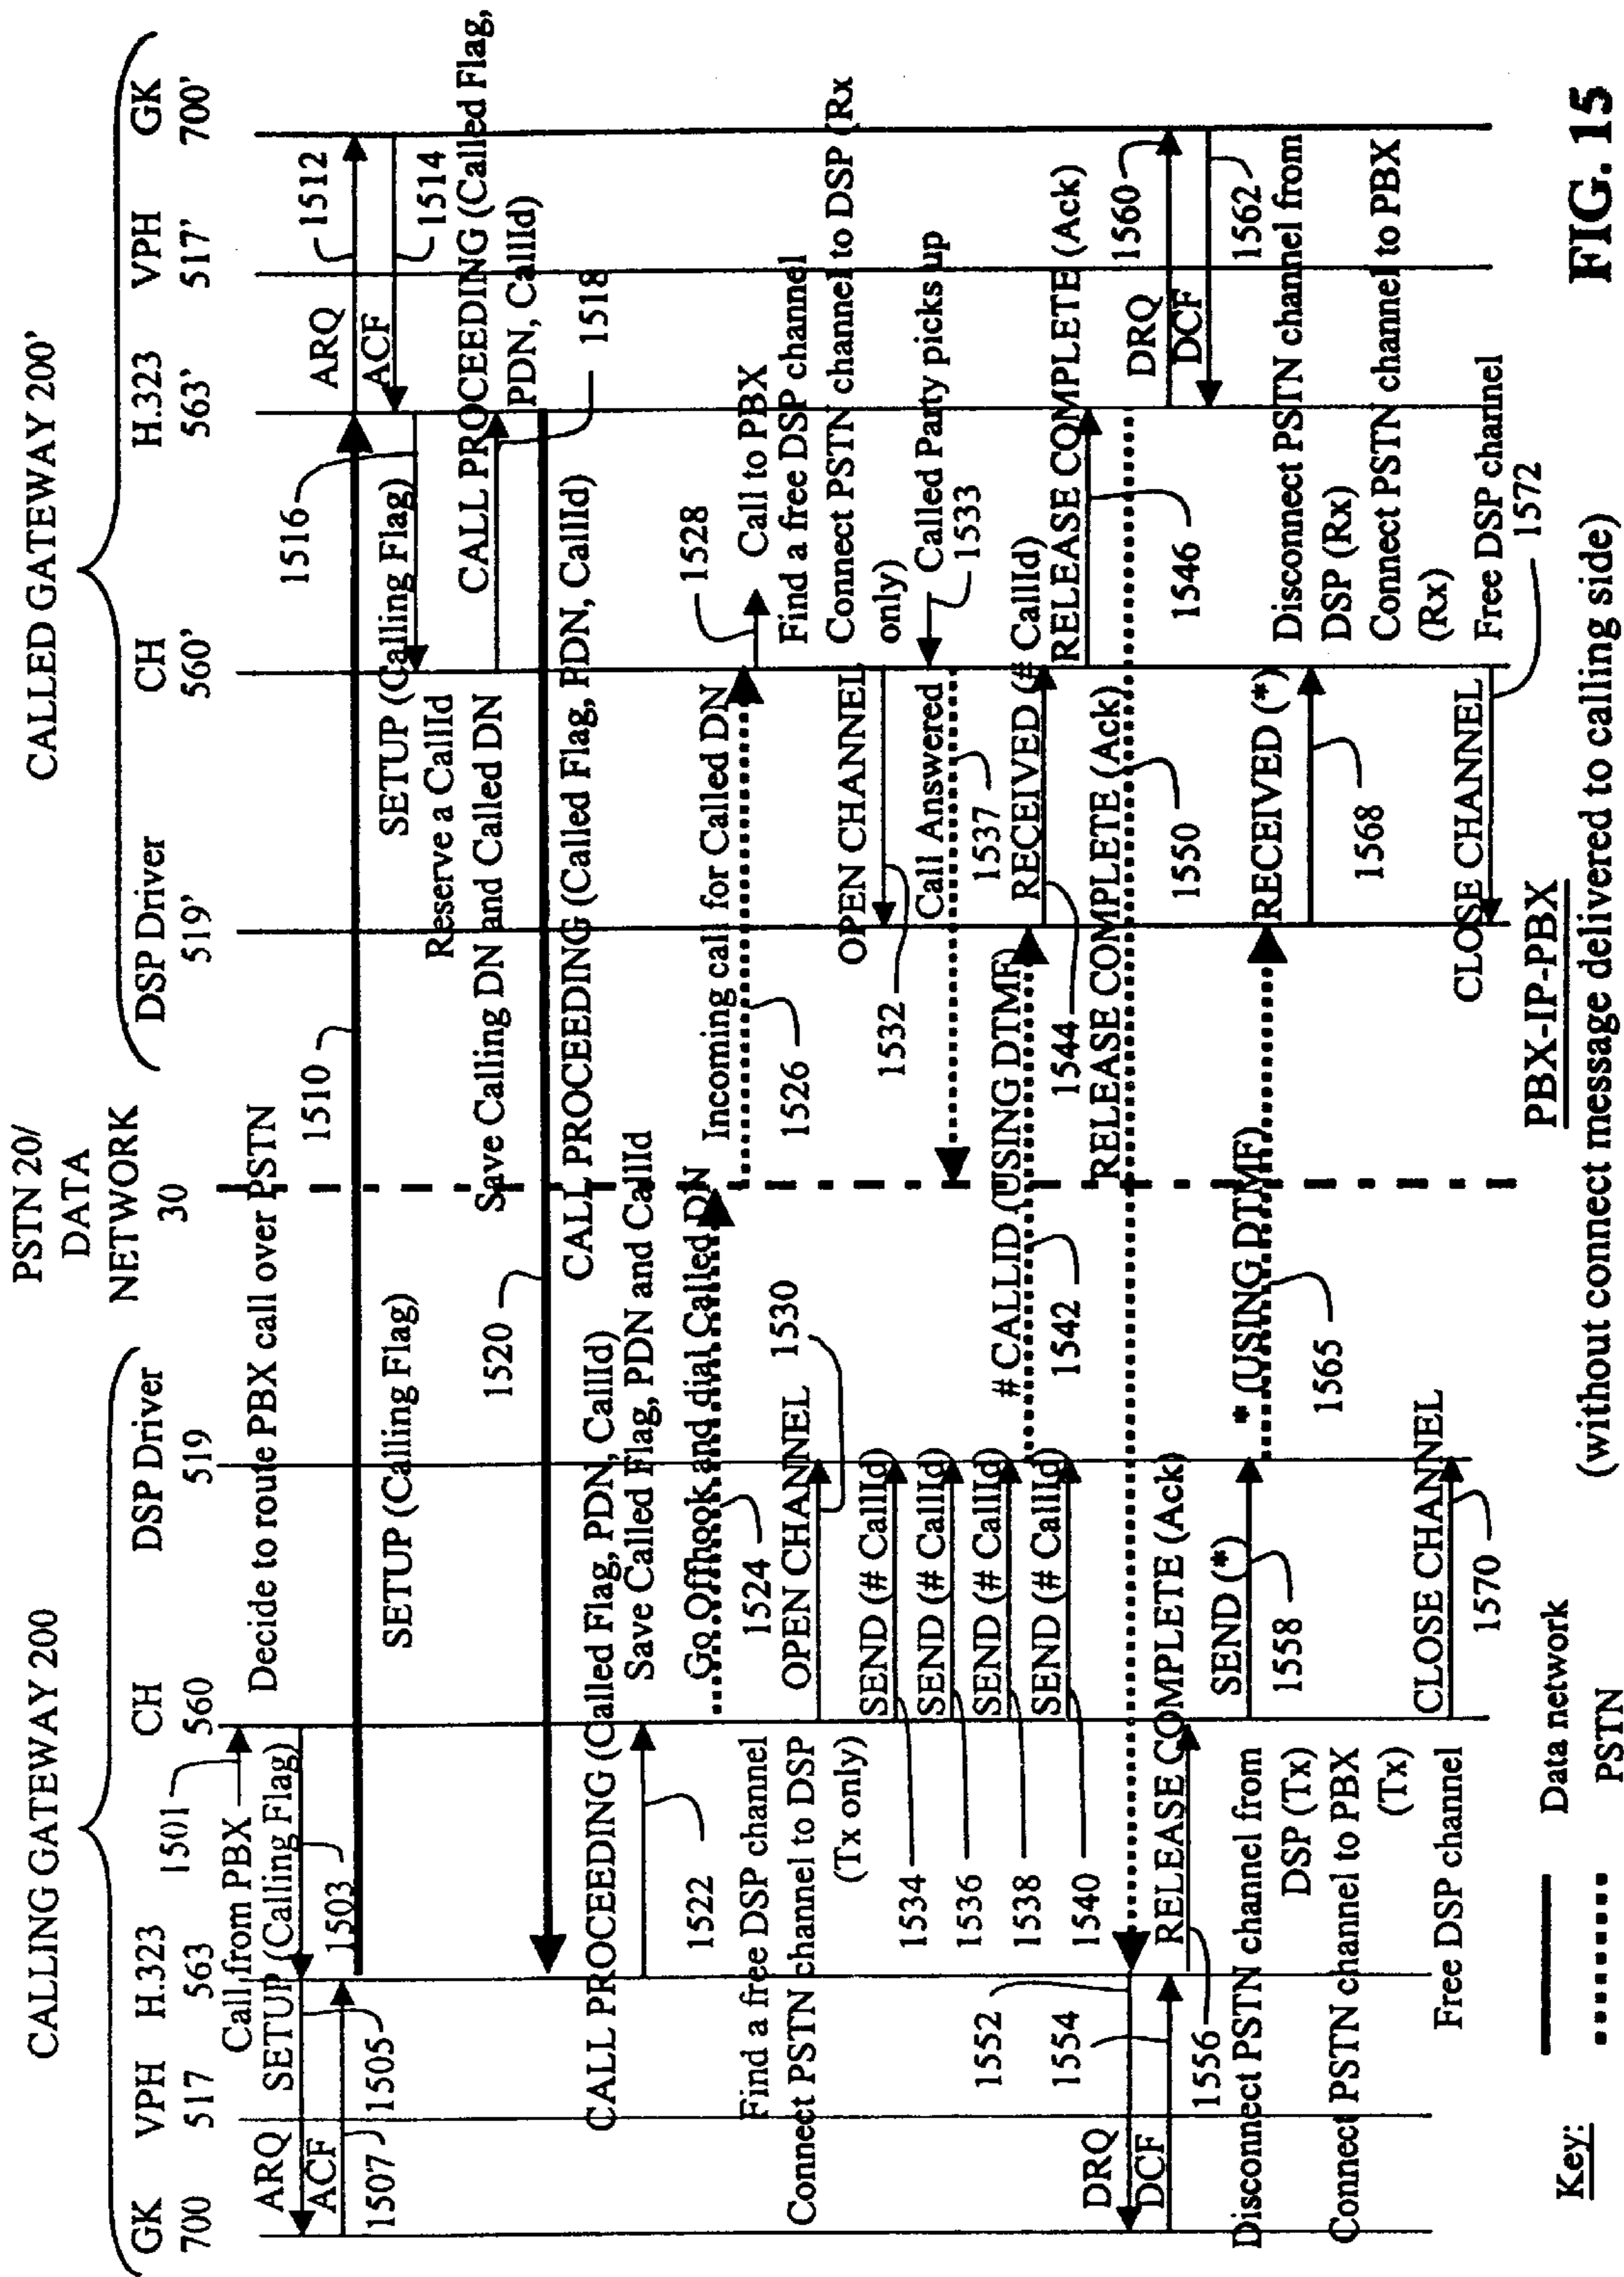 CALLING GATEWAY 200
PSTN 20/
DATA
NETWORK
30
CALLED GATEWAY 200'
GK
700
VPH
517
H.323
563
CH
560
DSP Driver
519
DSP Driver
519'
CH
560'
H.323
563'
VPH
517'
GK
700'
1501
Call from PBX
Decide to route PBX call over PSTN
ARQ
SETUP (Calling Flag)
ACF
1503
1505
1507
SETUP (Calling Flag)
1510
ARQ
1512
ACF
1514
1516
SETUP (Calling Flag)
Reserve a CallId
Save Calling DN and Called DN
CALL PROCEEDING (Called Flag,
PDN, CallId)
1518
1520
CALL PROCEEDING (Called Flag, PDN, CallId)
CALL PROCEEDING (Called Flag, PDN, CallId)
Save Called Flag, PDN and CallId
1522
Go Offhook and dial Called DN
1524
Incoming call for Called DN
1526
1528
Call to PBX
Find a free DSP channel
Connect PSTN channel to DSP (Rx
only)
Find a free DSP channel
Connect PSTN channel to DSP
(Tx only)
OPEN CHANNEL
1530
OPEN CHANNEL
1532
Called Party picks up
1533
Call Answered
1537
SEND (# CallId)
1534
SEND (# CallId)
1536
SEND (# CallId)
1538
SEND (# CallId)
1540
# CALLID (USING DTMF)
1542
RECEIVED (# CallId)
1544
RELEASE COMPLETE (Ack)
1546
RELEASE COMPLETE (Ack)
1550
DRQ
1552
DCF
1554
RELEASE COMPLETE (Ack)
1556
DRQ
1560
DCF
1562
Disconnect PSTN channel from
DSP (Tx)
Connect PSTN channel to PBX
(Tx)
Free DSP channel
SEND (*)
1558
* (USING DTMF)
1565
RECEIVED (*)
1568
Disconnect PSTN channel from
DSP (Rx)
Connect PSTN channel to PBX
(Rx)
Free DSP channel
CLOSE CHANNEL
1570
CLOSE CHANNEL
1572
Key:
Data network
PSTN
PBX-IP-PBX
(without connect message delivered to calling side)
FIG. 15